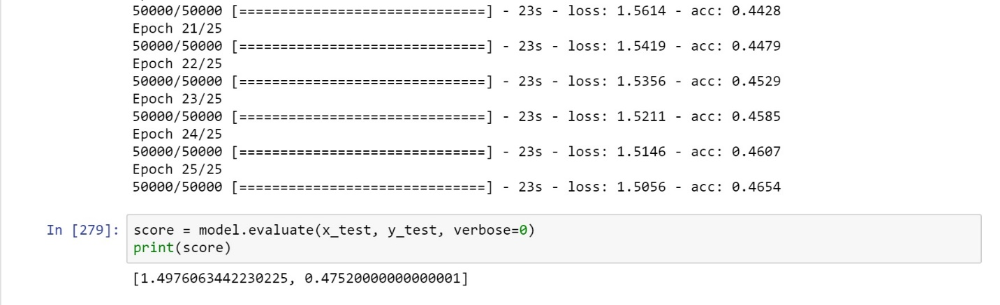 50000/50000 [==============================] - 23s - loss: 1.5614 - acc: 0.4428
Epoch 21/25
50000/50000 [==============================] - 23s - loss: 1.5419 - acc: 0.4479
Epoch 22/25
50000/50000 [==============================] - 23s - loss: 1.5356 - acc: 0.4529
Epoch 23/25
50000/50000 [==============================] - 23s - loss: 1.5211 - acc: 0.4585
Epoch 24/25
50000/50000 [==============================] - 23s - loss: 1.5146 - acc: 0.4607
Epoch 25/25
50000/50000 [==============================] - 23s - loss: 1.5056 - acc: 0.4654
In [279]: score = model.evaluate(x_test, y_test, verbose=0)
print(score)
[1.4976063442230225, 0.47520000000000001]